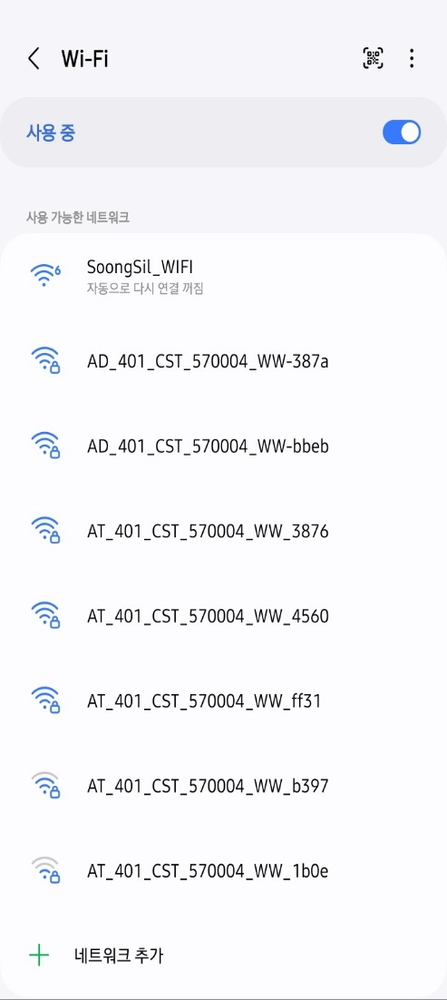 Wi-Fi
사용 중
사용 가능한 네트워크
6
SoongSil_WIFI
자동으로 다시 연결 꺼짐
AD_401_CST_570004_WW-387a
AD_401_CST_570004_WW-bbeb
AT_401_CST_570004_WW_3876
AT_401_CST_570004_WW_4560
AT_401_CST_570004_WW_ff31
AT_401_CST_570004_WW_b397
AT_401_CST_570004_WW_1b0e
네트워크 추가